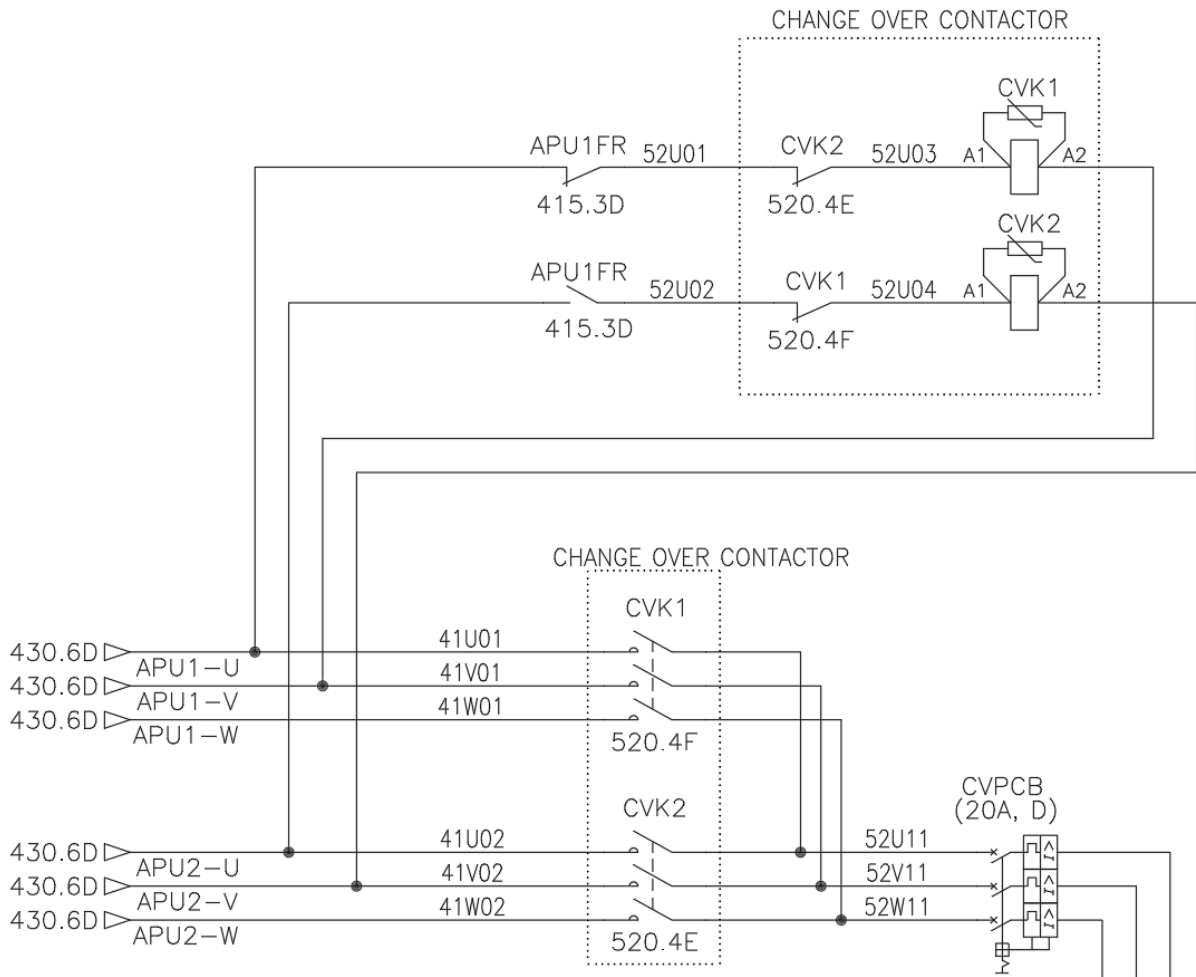 CHANGE OVER CONTACTOR
CVK1
APU1FR 52U01 CVK2 52U03 A1 A2
415.3D 520.4E
CVK2
APU1FR 52U02 CVK1 52U04 A1 A2
415.3D 520.4F
CHANGE OVER CONTACTOR
CVK1
430.6D APU1-U 41U01
430.6D APU1-V 41V01
430.6D APU1-W 41W01
520.4F
CVK2
CVPCB
(20A, D)
430.6D APU2-U 41U02 52U11 I>
430.6D APU2-V 41V02 52V11 I>
430.6D APU2-W 41W02 52W11 I>
520.4E